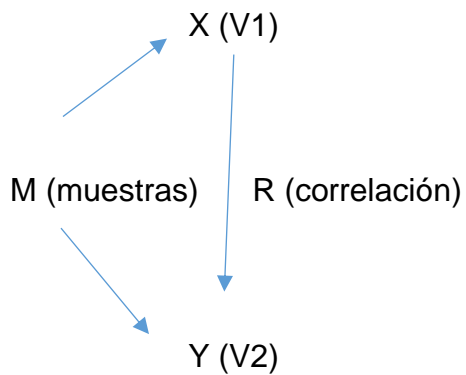 X (V1)
M (muestras) R (correlación)
Y (V2)